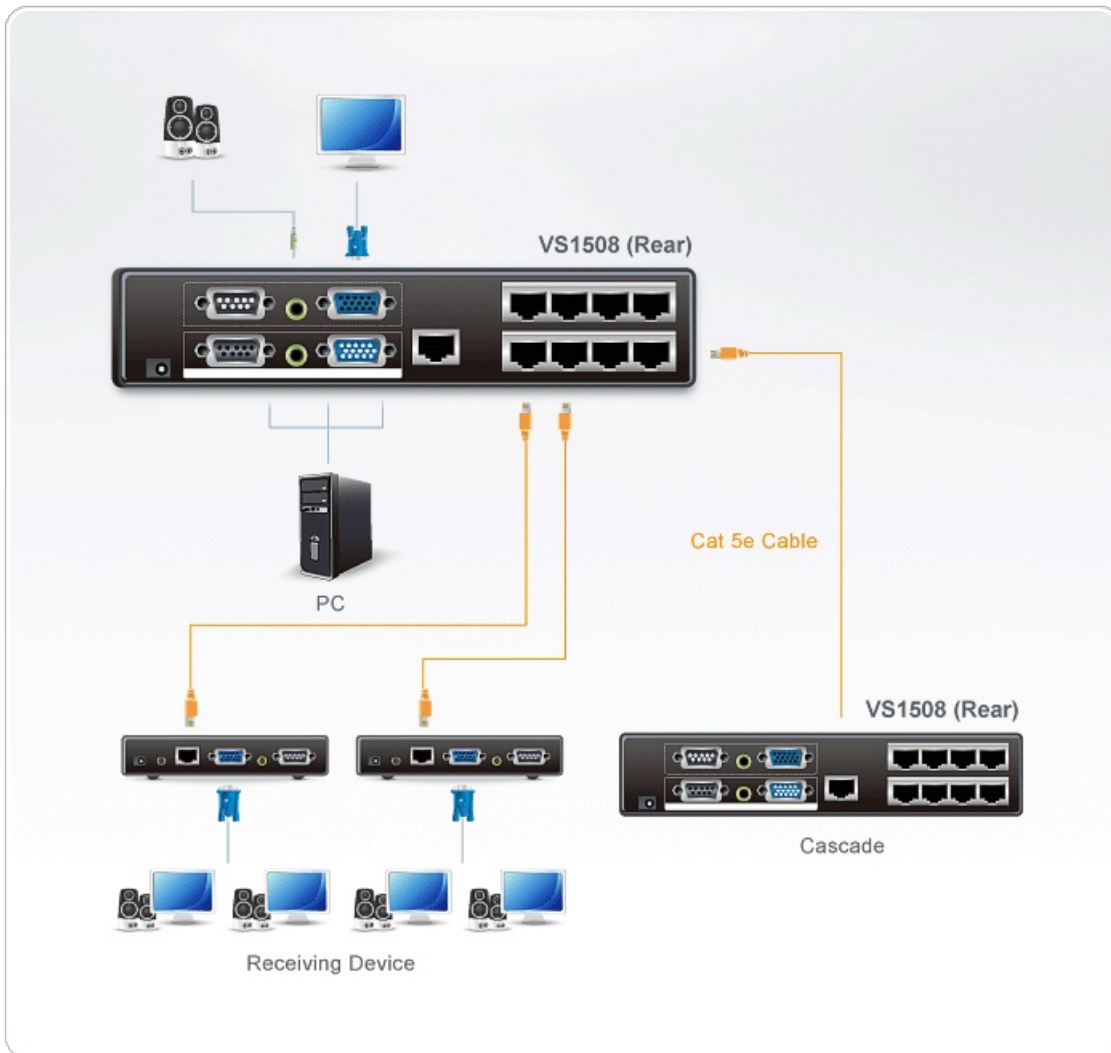 VS1508 (Rear)
Cat 5e Cable
PC
VS1508 (Rear)
Cascade
Receiving Device